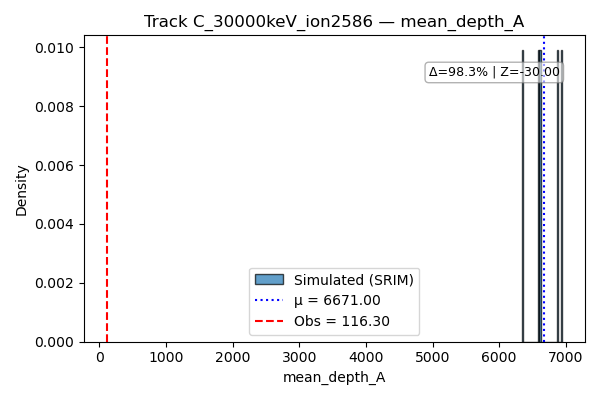 Track C_30000keV_ion2586 — mean_depth_A
0.010
0.008
0.006
0.004
0.002
0.000
Density
Δ=98.3% | Z=-30.00
Simulated (SRIM)
μ = 6671.00
Obs = 116.30
0 1000 2000 3000 4000 5000 6000 7000
mean_depth_A